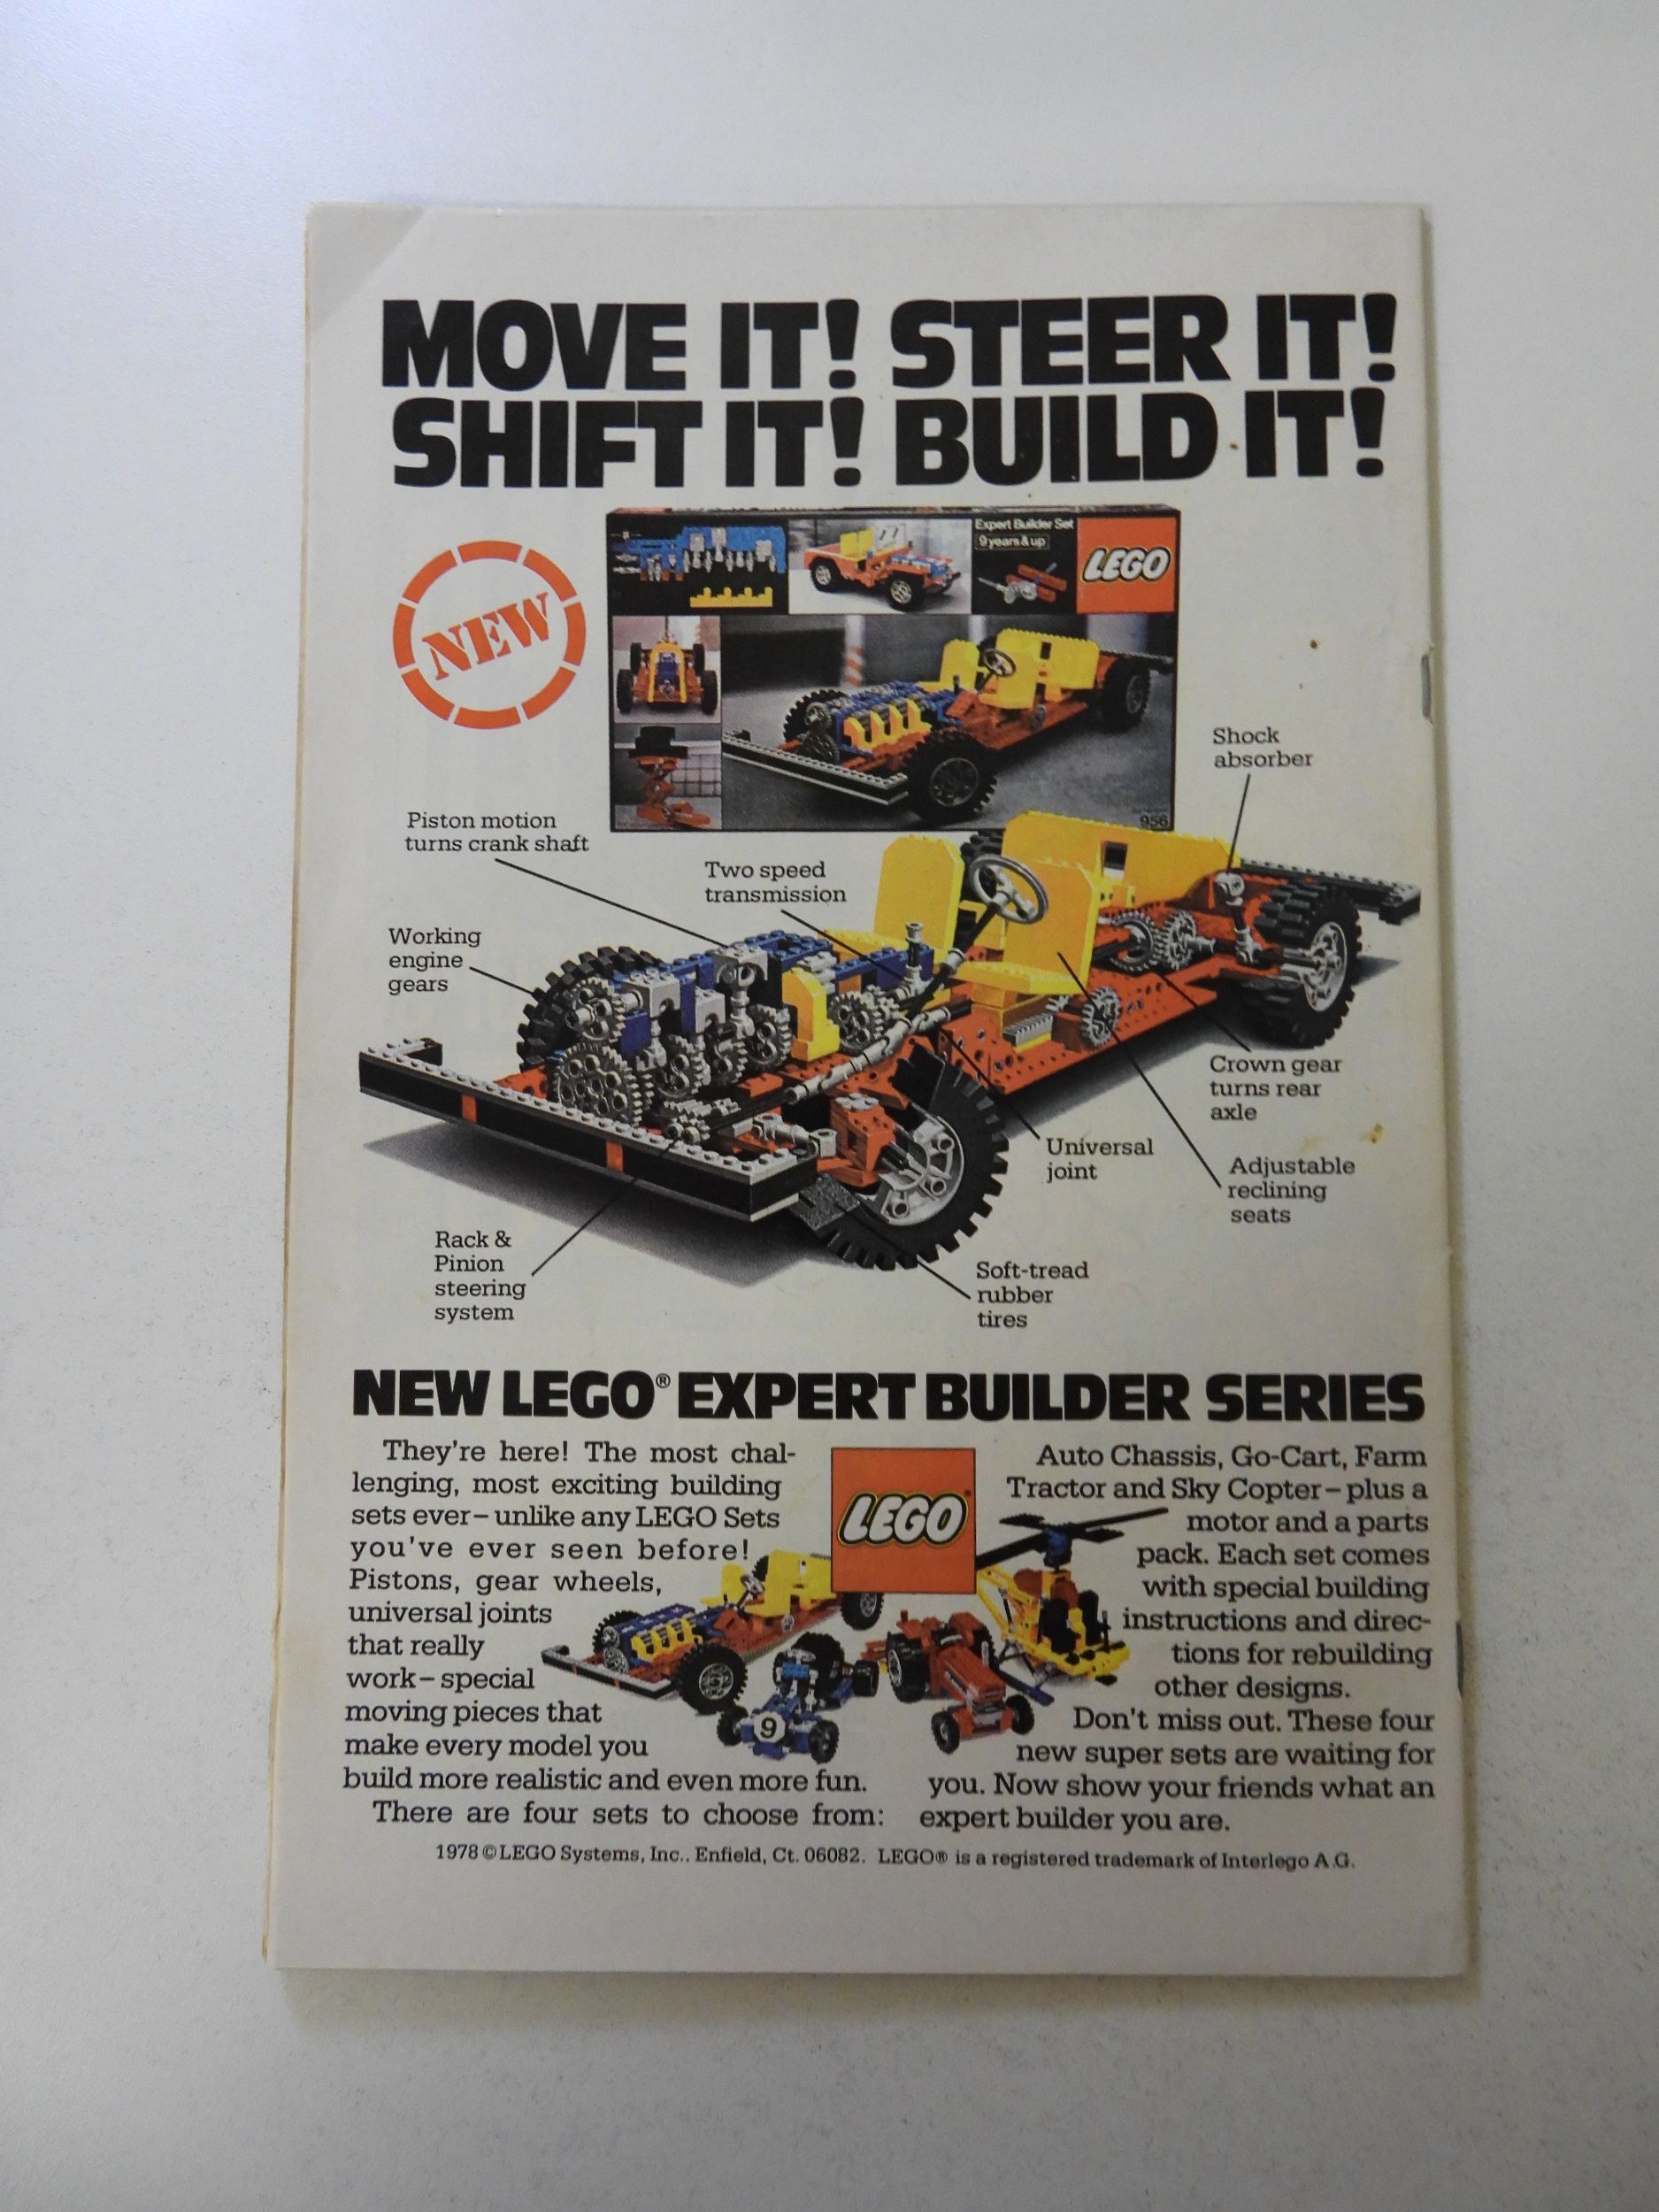 MOVE IT! STEER IT!
SHIFT IT! BUILD IT!
NEW
Expert Builder Set
9 years & up
LEGO
956
Shock
absorber
Piston motion
turns crank shaft
Two speed
transmission
Working
engine
gears
Crown gear
turns rear
axle
Universal
joint
Adjustable
reclining
seats
Rack &
Pinion
steering
system
Soft-tread
rubber
tires
NEW LEGO® EXPERT BUILDER SERIES
They're here! The most chal-
lenging, most exciting building
sets ever – unlike any LEGO Sets
you've ever seen before!
Pistons, gear wheels,
universal joints
that really
work – special
moving pieces that
make every model you
build more realistic and even more fun.
There are four sets to choose from:
LEGO®
9
Auto Chassis, Go-Cart, Farm
Tractor and Sky Copter – plus a
motor and a parts
pack. Each set comes
with special building
instructions and direc-
tions for rebuilding
other designs.
Don't miss out. These four
new super sets are waiting for
you. Now show your friends what an
expert builder you are.
1978 © LEGO Systems, Inc.. Enfield, Ct. 06082. LEGO® is a registered trademark of Interlego A.G.